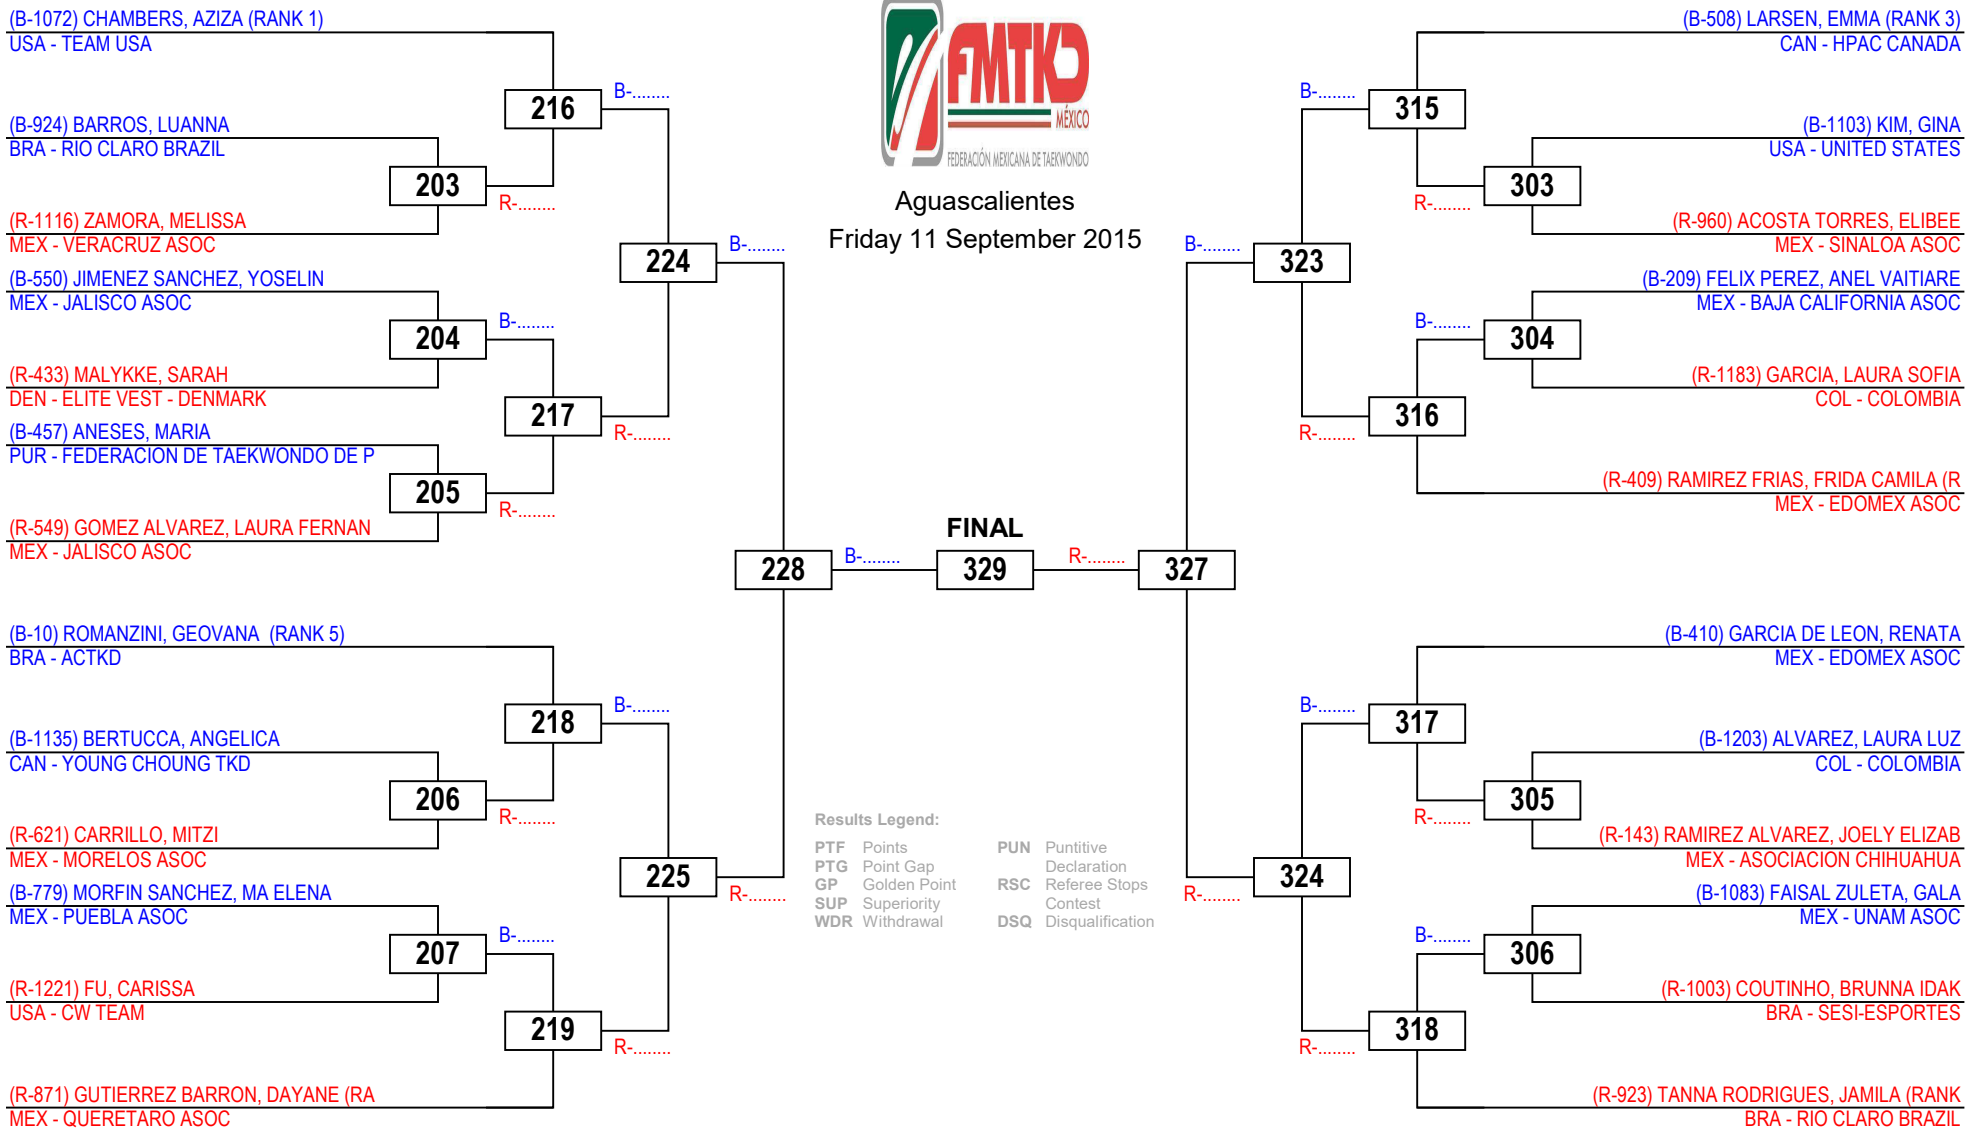 (B-1072) CHAMBERS, AZIZA (RANK 1)
USA - TEAM USA
(B-924) BARROS, LUANNA
BRA - RIO CLARO BRAZIL
(R-1116) ZAMORA, MELISSA
MEX - VERACRUZ ASOC
(B-550) JIMENEZ SANCHEZ, YOSELIN
MEX - JALISCO ASOC
(R-433) MALYKKE, SARAH
DEN - ELITE VEST - DENMARK
(B-457) ANESES, MARIA
PUR - FEDERACION DE TAEKWONDO DE P
(R-549) GOMEZ ALVAREZ, LAURA FERNAN
MEX - JALISCO ASOC
(B-10) ROMANZINI, GEOVANA  (RANK 5)
BRA - ACTKD
(B-1135) BERTUCCA, ANGELICA
CAN - YOUNG CHOUNG TKD
(R-621) CARRILLO, MITZI
MEX - MORELOS ASOC
(B-779) MORFIN SANCHEZ, MA ELENA
MEX - PUEBLA ASOC
(R-1221) FU, CARISSA
USA - CW TEAM
(R-871) GUTIERREZ BARRON, DAYANE (RA
MEX - QUERETARO ASOC
203
R-........
204
B-........
205
R-........
206
R-........
207
B-........
216
B-........
217
R-........
218
B-........
219
R-........
224
B-........
225
R-........
228
B-........
FMTKD
MÉXICO
FEDERACIÓN MEXICANA DE TAEKWONDO
Aguascalientes
Friday 11 September 2015
FINAL
329
R-........
327
Results Legend:
PTF Points
PTG Point Gap
GP Golden Point
SUP Superiority
WDR Withdrawal
PUN Puntitive
Declaration
RSC Referee Stops
Contest
DSQ Disqualification
B-........
323
R-........
324
B-........
315
R-........
316
B-........
317
R-........
318
R-........
303
B-........
304
R-........
305
B-........
306
(B-508) LARSEN, EMMA (RANK 3)
CAN - HPAC CANADA
(B-1103) KIM, GINA
USA - UNITED STATES
(R-960) ACOSTA TORRES, ELIBEE
MEX - SINALOA ASOC
(B-209) FELIX PEREZ, ANEL VAITIARE
MEX - BAJA CALIFORNIA ASOC
(R-1183) GARCIA, LAURA SOFIA
COL - COLOMBIA
(R-409) RAMIREZ FRIAS, FRIDA CAMILA (R
MEX - EDOMEX ASOC
(B-410) GARCIA DE LEON, RENATA
MEX - EDOMEX ASOC
(B-1203) ALVAREZ, LAURA LUZ
COL - COLOMBIA
(R-143) RAMIREZ ALVAREZ, JOELY ELIZAB
MEX - ASOCIACION CHIHUAHUA
(B-1083) FAISAL ZULETA, GALA
MEX - UNAM ASOC
(R-1003) COUTINHO, BRUNNA IDAK
BRA - SESI-ESPORTES
(R-923) TANNA RODRIGUES, JAMILA (RANK
BRA - RIO CLARO BRAZIL